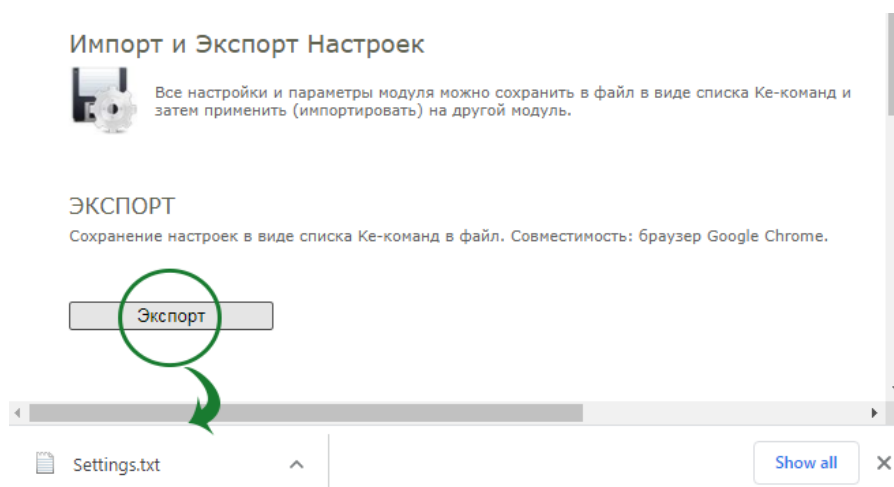 Импорт и Экспорт Настроек
Все настройки и параметры модуля можно сохранить в файл в виде списка Ке-команд и
затем применить (импортировать) на другой модуль.
ЭКСПОРТ
Сохранение настроек в виде списка Ке-команд в файл. Совместимость: браузер Google Chrome.
Экспорт
Settings.txt
Show all